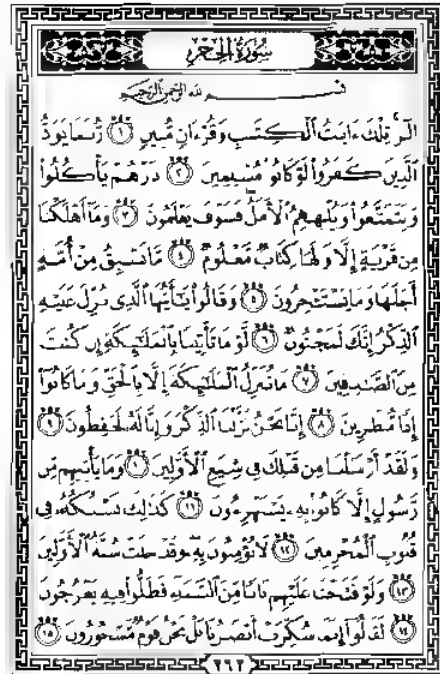 سُورَةُ الحِجْرِ
بِسْمِ اللَّهِ الرَّحْمَٰنِ الرَّحِيمِ
الٓرۚ تِلْكَ ءَايَٰتُ ٱلْكِتَٰبِ وَقُرْءَانٍ مُّبِينٍ ١ رُّبَمَا يَوَدُّ
ٱلَّذِينَ كَفَرُواْ لَوْ كَانُواْ مُسْلِمِينَ ٢ ذَرْهُمْ يَأْكُلُواْ
وَيَتَمَتَّعُواْ وَيُلْهِهِمُ ٱلْأَمَلُ فَسَوْفَ يَعْلَمُونَ ٣ وَمَآ أَهْلَكْنَا
مِن قَرْيَةٍ إِلَّا وَلَهَا كِتَابٌ مَّعْلُومٌ ٤ مَّا تَسْبِقُ مِنْ أُمَّةٍ
أَجَلَهَا وَمَا يَسْتَـْٔخِرُونَ ٥ وَقَالُواْ يَٰٓأَيُّهَا ٱلَّذِى نُزِّلَ عَلَيْهِ
ٱلذِّكْرُ إِنَّكَ لَمَجْنُونٌ ٦ لَّوْ مَا تَأْتِينَا بِٱلْمَلَٰٓئِكَةِ إِن كُنتَ
مِنَ ٱلصَّٰدِقِينَ ٧ مَا نُنَزِّلُ ٱلْمَلَٰٓئِكَةَ إِلَّا بِٱلْحَقِّ وَمَا كَانُوٓاْ
إِذًا مُّنظَرِينَ ٨ إِنَّا نَحْنُ نَزَّلْنَا ٱلذِّكْرَ وَإِنَّا لَهُۥ لَحَٰفِظُونَ ٩
وَلَقَدْ أَرْسَلْنَا مِن قَبْلِكَ فِى شِيَعِ ٱلْأَوَّلِينَ ١٠ وَمَا يَأْتِيهِم مِّن
رَّسُولٍ إِلَّا كَانُواْ بِهِۦ يَسْتَهْزِءُونَ ١١ كَذَٰلِكَ نَسْلُكُهُۥ فِى
قُلُوبِ ٱلْمُجْرِمِينَ ١٢ لَا يُؤْمِنُونَ بِهِۦ وَقَدْ خَلَتْ سُنَّةُ ٱلْأَوَّلِينَ
١٣ وَلَوْ فَتَحْنَا عَلَيْهِم بَابًا مِّنَ ٱلسَّمَآءِ فَظَلُّواْ فِيهِ يَعْرُجُونَ
١٤ لَقَالُوٓاْ إِنَّمَا سُكِّرَتْ أَبْصَٰرُنَا بَلْ نَحْنُ قَوْمٌ مَّسْحُورُونَ ١٥
٢٦٢